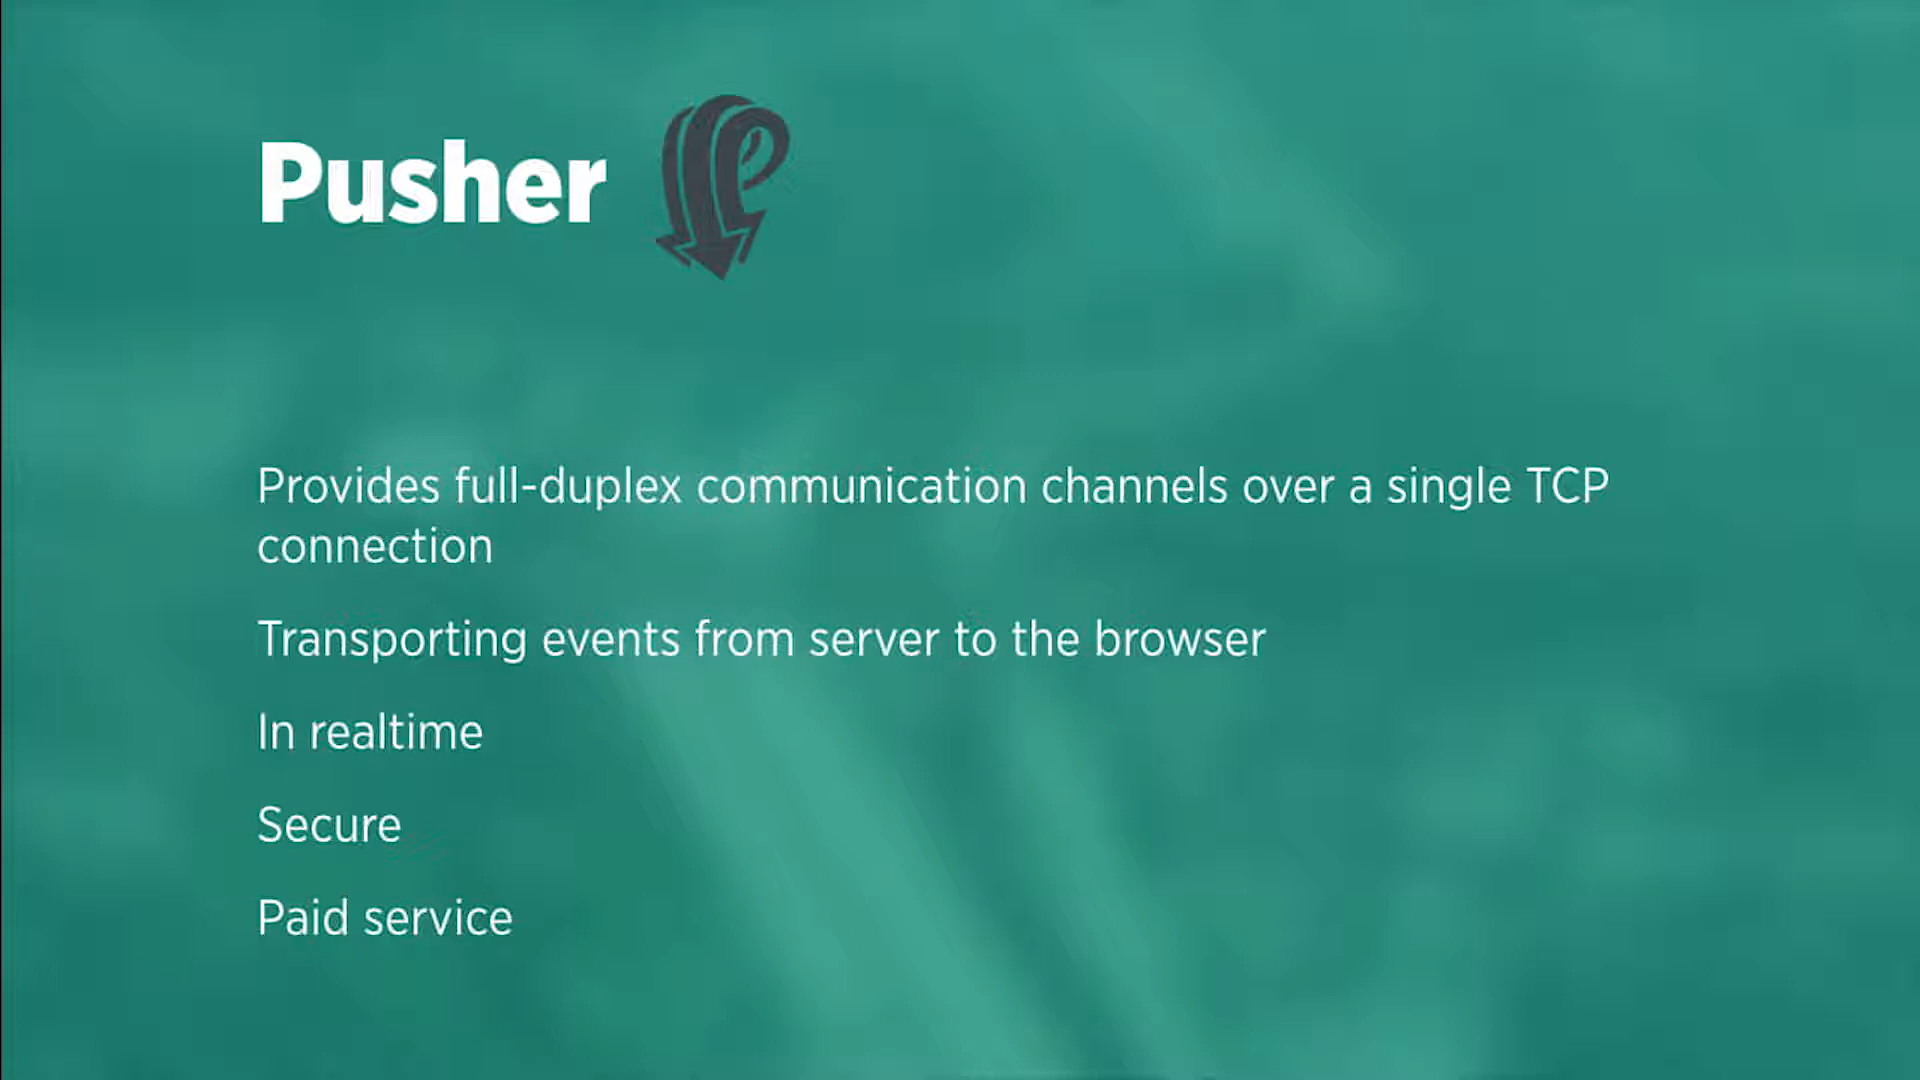 Pusher
Provides full-duplex communication channels over a single TCP
connection
Transporting events from server to the browser
In realtime
Secure
Paid service